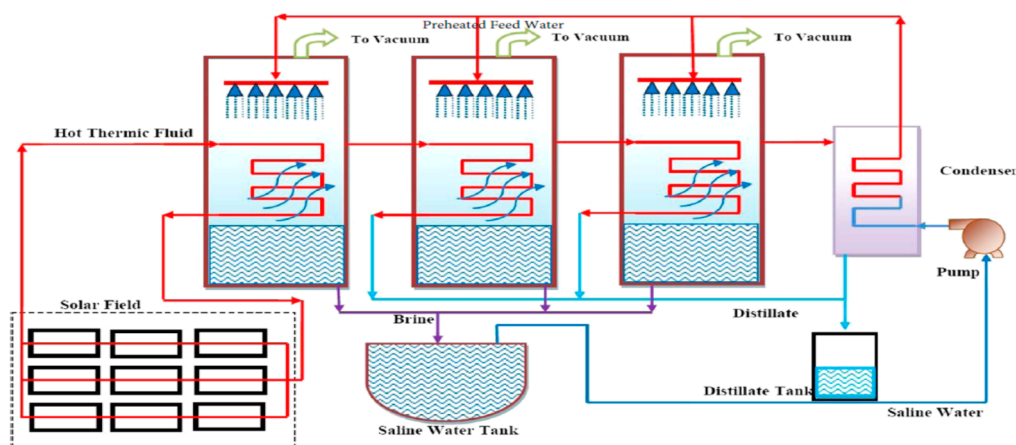 Preheated Feed Water
To Vacuum
To Vacuum
To Vacuum
Hot Thermic Fluid
Condenser
Pump
Solar Field
Brine
Distillate
Distillate Tank
Saline Water
Saline Water Tank